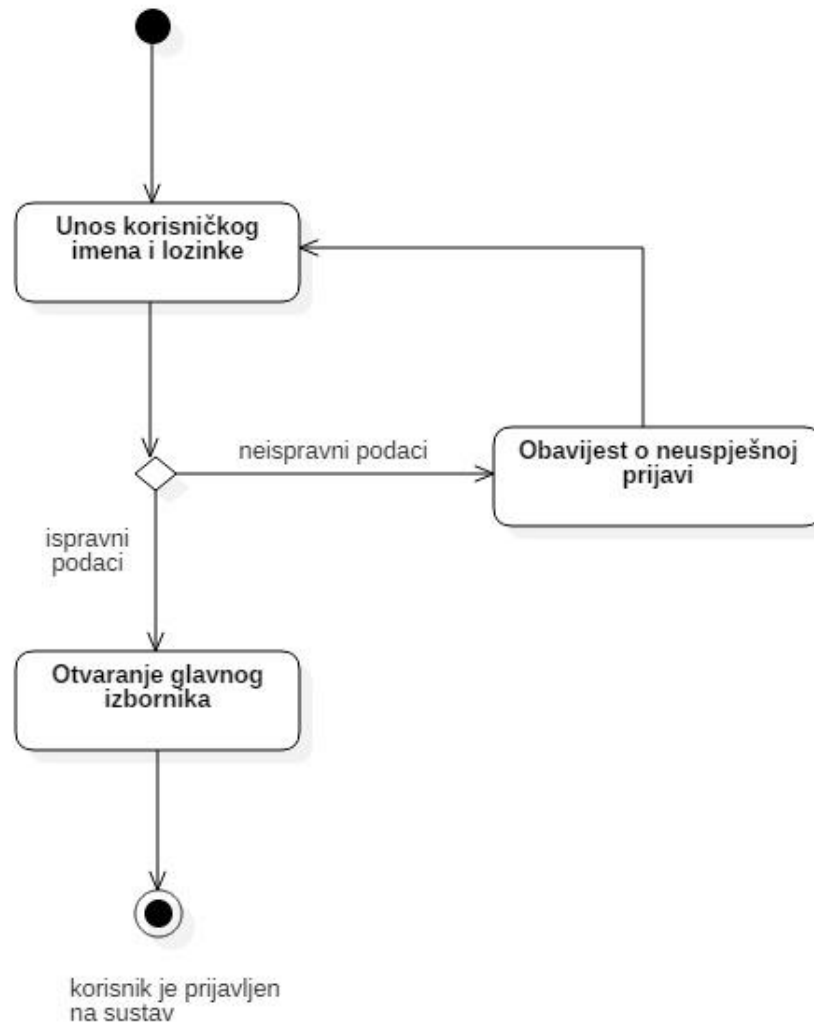 Unos korisničkog
imena i lozinke
neispravni podaci
Obavijest o neuspješnoj
prijavi
ispravni
podaci
Otvaranje glavnog
izbornika
korisnik je prijavljen
na sustav